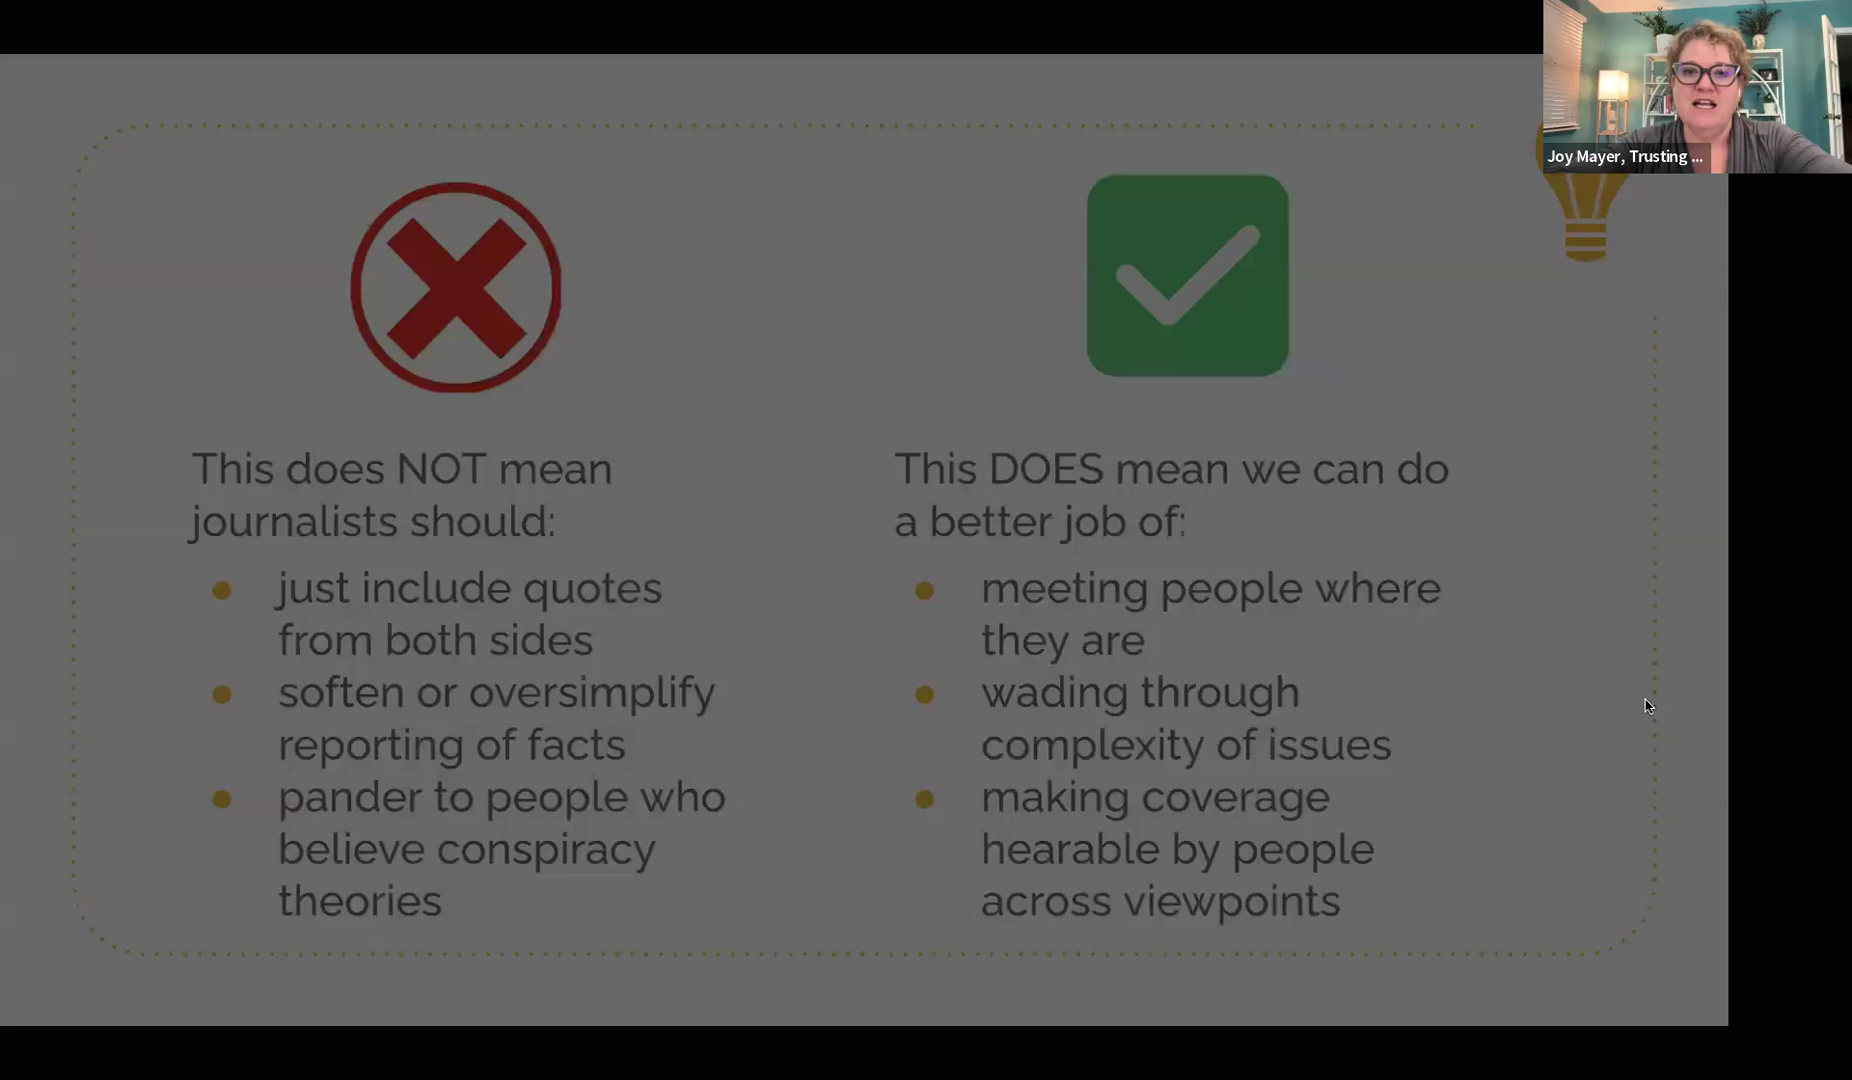 Joy Mayer, Trusting ...
This does NOT mean
journalists should:
just include quotes
from both sides
soften or oversimplify
reporting of facts
pander to people who
believe conspiracy
theories
This DOES mean we can do
a better job of:
meeting people where
they are
wading through
complexity of issues
making coverage
hearable by people
across viewpoints